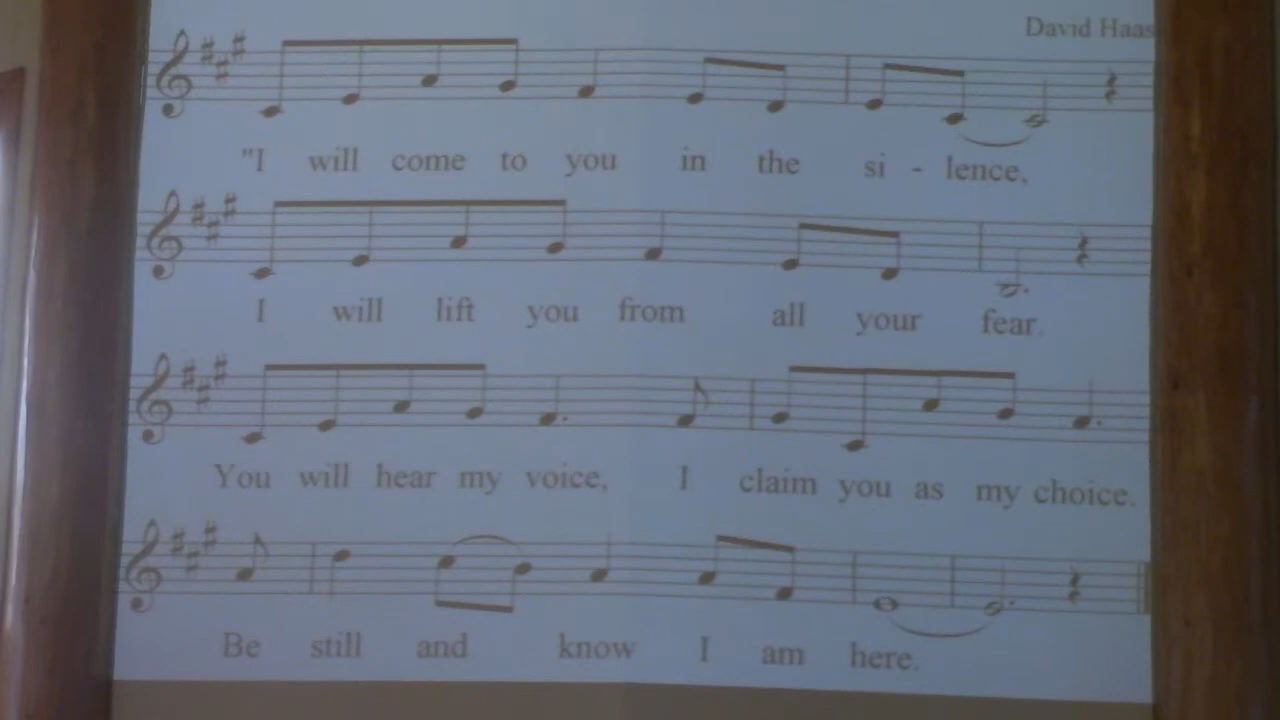 David Haas
"I will come to you in the si - lence,
I will lift you from all your fear.
You will hear my voice, I claim you as my choice.
Be still and know I am here.